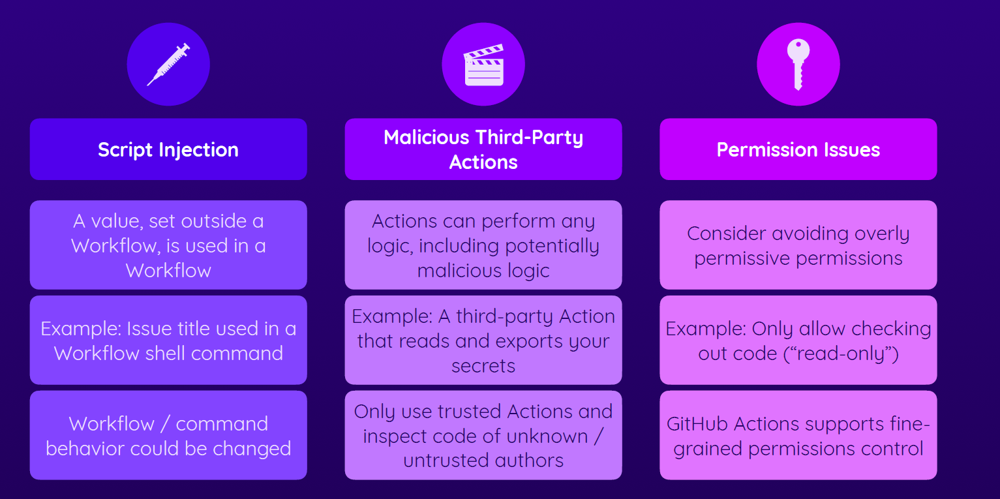 Script Injection
Malicious Third-Party
Actions
Permission Issues
A value, set outside a
Workflow, is used in a
Workflow
Actions can perform any
logic, including potentially
malicious logic
Consider avoiding overly
permissive permissions
Example: Issue title used in a
Workflow shell command
Example: A third-party Action
that reads and exports your
secrets
Example: Only allow checking
out code (“read-only”)
Workflow / command
behavior could be changed
Only use trusted Actions and
inspect code of unknown /
untrusted authors
GitHub Actions supports fine-
grained permissions control